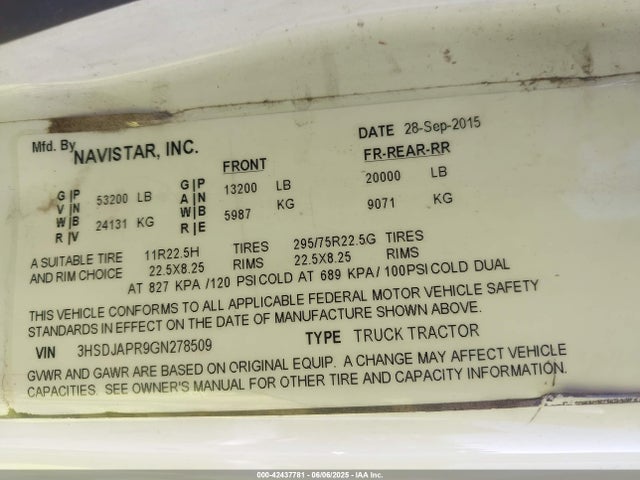 Mfd. By NAVISTAR, INC. DATE 28-Sep-2015
FRONT FR-REAR-RR
G|P 53200 LB G|P 13200 LB 20000 LB
V|N A|N
W|B 24131 KG W|B 5987 KG 9071 KG
R|V R|E
A SUITABLE TIRE 11R22.5H TIRES 295/75R22.5G TIRES
AND RIM CHOICE 22.5X8.25 RIMS 22.5X8.25 RIMS
AT 827 KPA /120 PSI COLD AT 689 KPA/ 100PSI COLD DUAL
THIS VEHICLE CONFORMS TO ALL APPLICABLE FEDERAL MOTOR VEHICLE SAFETY
STANDARDS IN EFFECT ON THE DATE OF MANUFACTURE SHOWN ABOVE.
VIN 3HSDJAPR9GN278509 TYPE TRUCK TRACTOR
GVWR AND GAWR ARE BASED ON ORIGINAL EQUIP. A CHANGE MAY AFFECT VEHICLE
CAPACITIES. SEE OWNER'S MANUAL FOR OTHER TIRE AND CAPACITY INFORMATION.
000-42437781 - 06/06/2025 - IAA Inc.